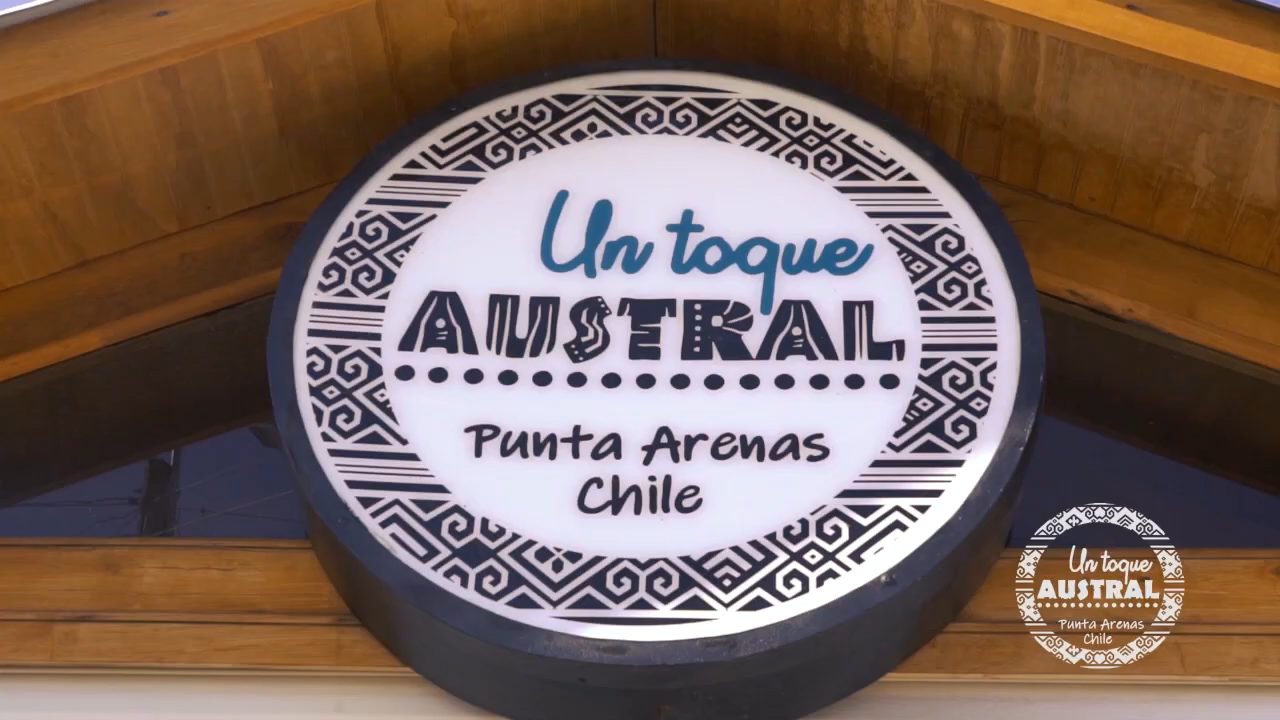 Un toque
AUSTRAL
Punta Arenas
Chile
Un toque
AUSTRAL
Punta Arenas
Chile